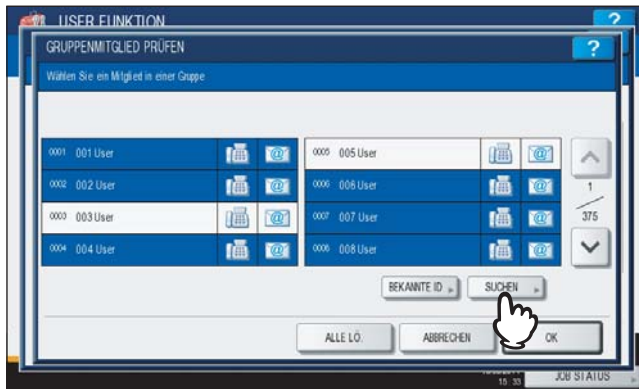 USER FUNKTION
?
GRUPPENMITGLIED PRÜFEN
?
Wählen Sie ein Mitglied in einer Gruppe
0001 001 User
0005 005 User
0002 002 User
0006 006 User
1
0003 003 User
0007 007 User
375
0004 004 User
0008 008 User
BEKANNTE ID
SUCHEN
ALLE LÖ.
ABBRECHEN
OK
15:33
JOB STATUS